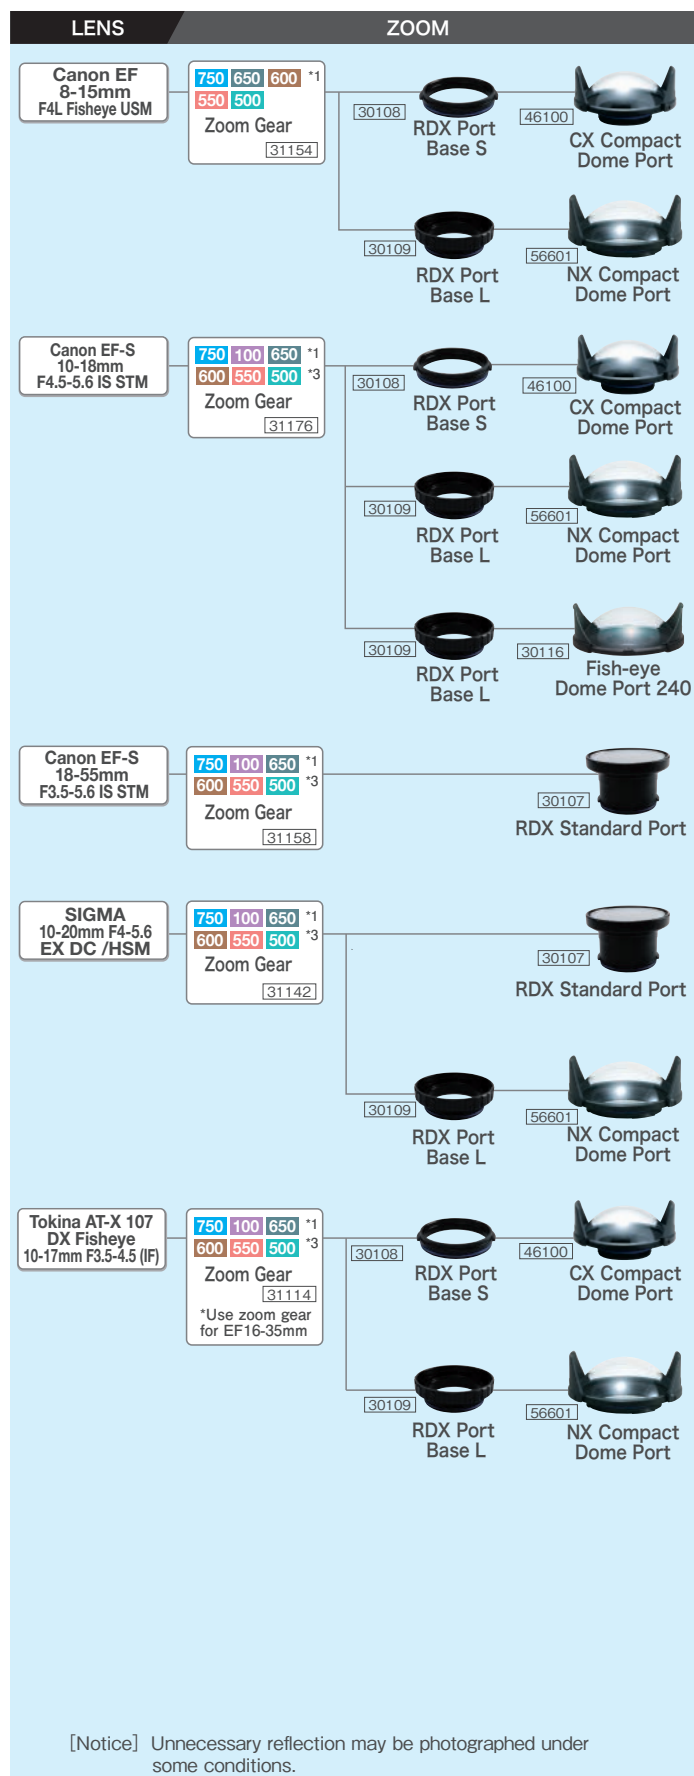 LENS
ZOOM
Canon EF
8-15mm
F4L Fisheye USM
750 650 600 *1
550 500
Zoom Gear
31154
30108
RDX Port
Base S
46100
CX Compact
Dome Port
30109
RDX Port
Base L
56601
NX Compact
Dome Port
Canon EF-S
10-18mm
F4.5-5.6 IS STM
750 100 650 *1
600 550 500 *3
Zoom Gear
31176
30108
RDX Port
Base S
46100
CX Compact
Dome Port
30109
RDX Port
Base L
56601
NX Compact
Dome Port
30109
RDX Port
Base L
30116
Fish-eye
Dome Port 240
Canon EF-S
18-55mm
F3.5-5.6 IS STM
750 100 650 *1
600 550 500 *3
Zoom Gear
31158
30107
RDX Standard Port
SIGMA
10-20mm F4-5.6
EX DC /HSM
750 100 650 *1
600 550 500 *3
Zoom Gear
31142
30107
RDX Standard Port
30109
RDX Port
Base L
56601
NX Compact
Dome Port
Tokina AT-X 107
DX Fisheye
10-17mm F3.5-4.5 (IF)
750 100 650 *1
600 550 500 *3
Zoom Gear
31114
*Use zoom gear
for EF16-35mm
30108
RDX Port
Base S
46100
CX Compact
Dome Port
30109
RDX Port
Base L
56601
NX Compact
Dome Port
[Notice] Unnecessary reflection may be photographed under
some conditions.